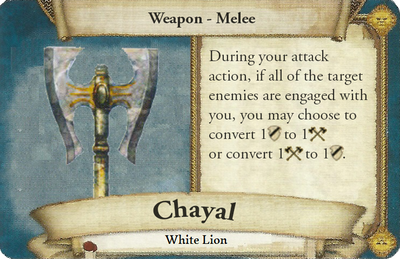 Weapon - Melee
During your attack
action, if all of the target
enemies are engaged with
you, you may choose to
convert 1 to 1
or convert 1 to 1.
Chayal
White Lion